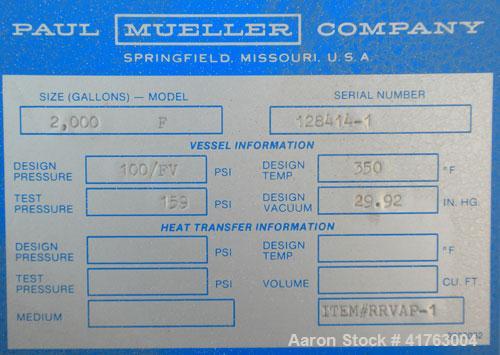 PAUL MUELLER COMPANY
SPRINGFIELD, MISSOURI, U.S.A
SIZE (GALLONS) — MODEL SERIAL NUMBER
2,000 F 128414-1
VESSEL INFORMATION
DESIGN PRESSURE 100/FV PSI DESIGN TEMP. 350 °F
TEST PRESSURE 159 PSI DESIGN VACUUM 29.92 IN. HG.
HEAT TRANSFER INFORMATION
DESIGN PRESSURE PSI DESIGN TEMP. °F
TEST PRESSURE PSI VOLUME CU. FT.
MEDIUM ITEM#RRVAP-1
Aaron Stock # 41763004